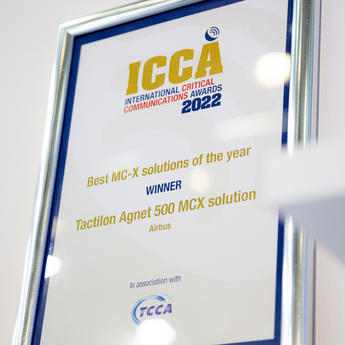 ICCA
INTERNATIONAL CRITICAL
COMMUNICATIONS AWARDS
2022
Best MC-X solutions of the year
WINNER
Tactilon Agnet 500 MCX solution
Airbus
In association with
TCCA